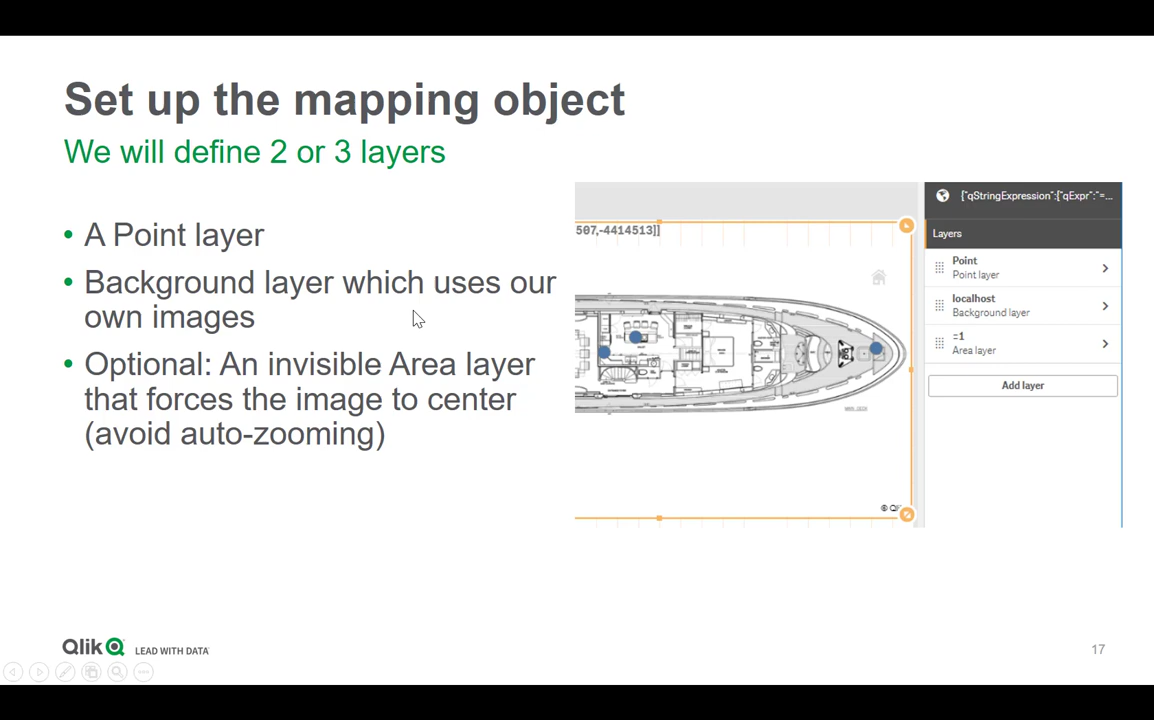 Set up the mapping object
We will define 2 or 3 layers
• A Point layer
• Background layer which uses our
own images
• Optional: An invisible Area layer
that forces the image to center
(avoid auto-zooming)
507,-4414513]]
{"qStringExpression":{"qExpr":"=...
Layers
Point
Point layer
localhost
Background layer
=1
Area layer
Add layer
Qlik LEAD WITH DATA
17